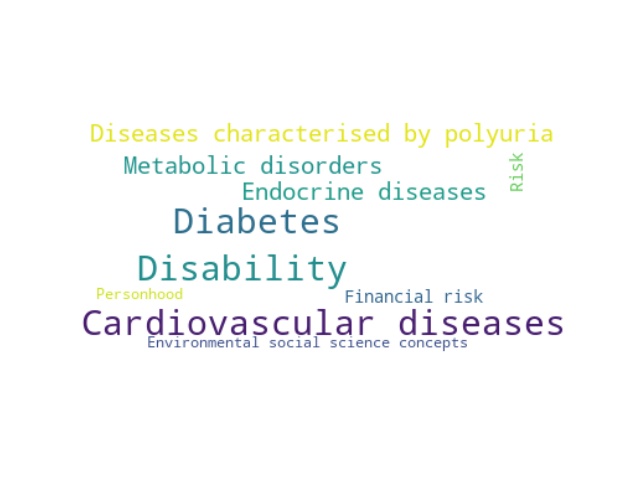 Diseases characterised by polyuria
Metabolic disorders
Risk
Endocrine diseases
Diabetes
Disability
Personhood
Financial risk
Cardiovascular diseases
Environmental social science concepts